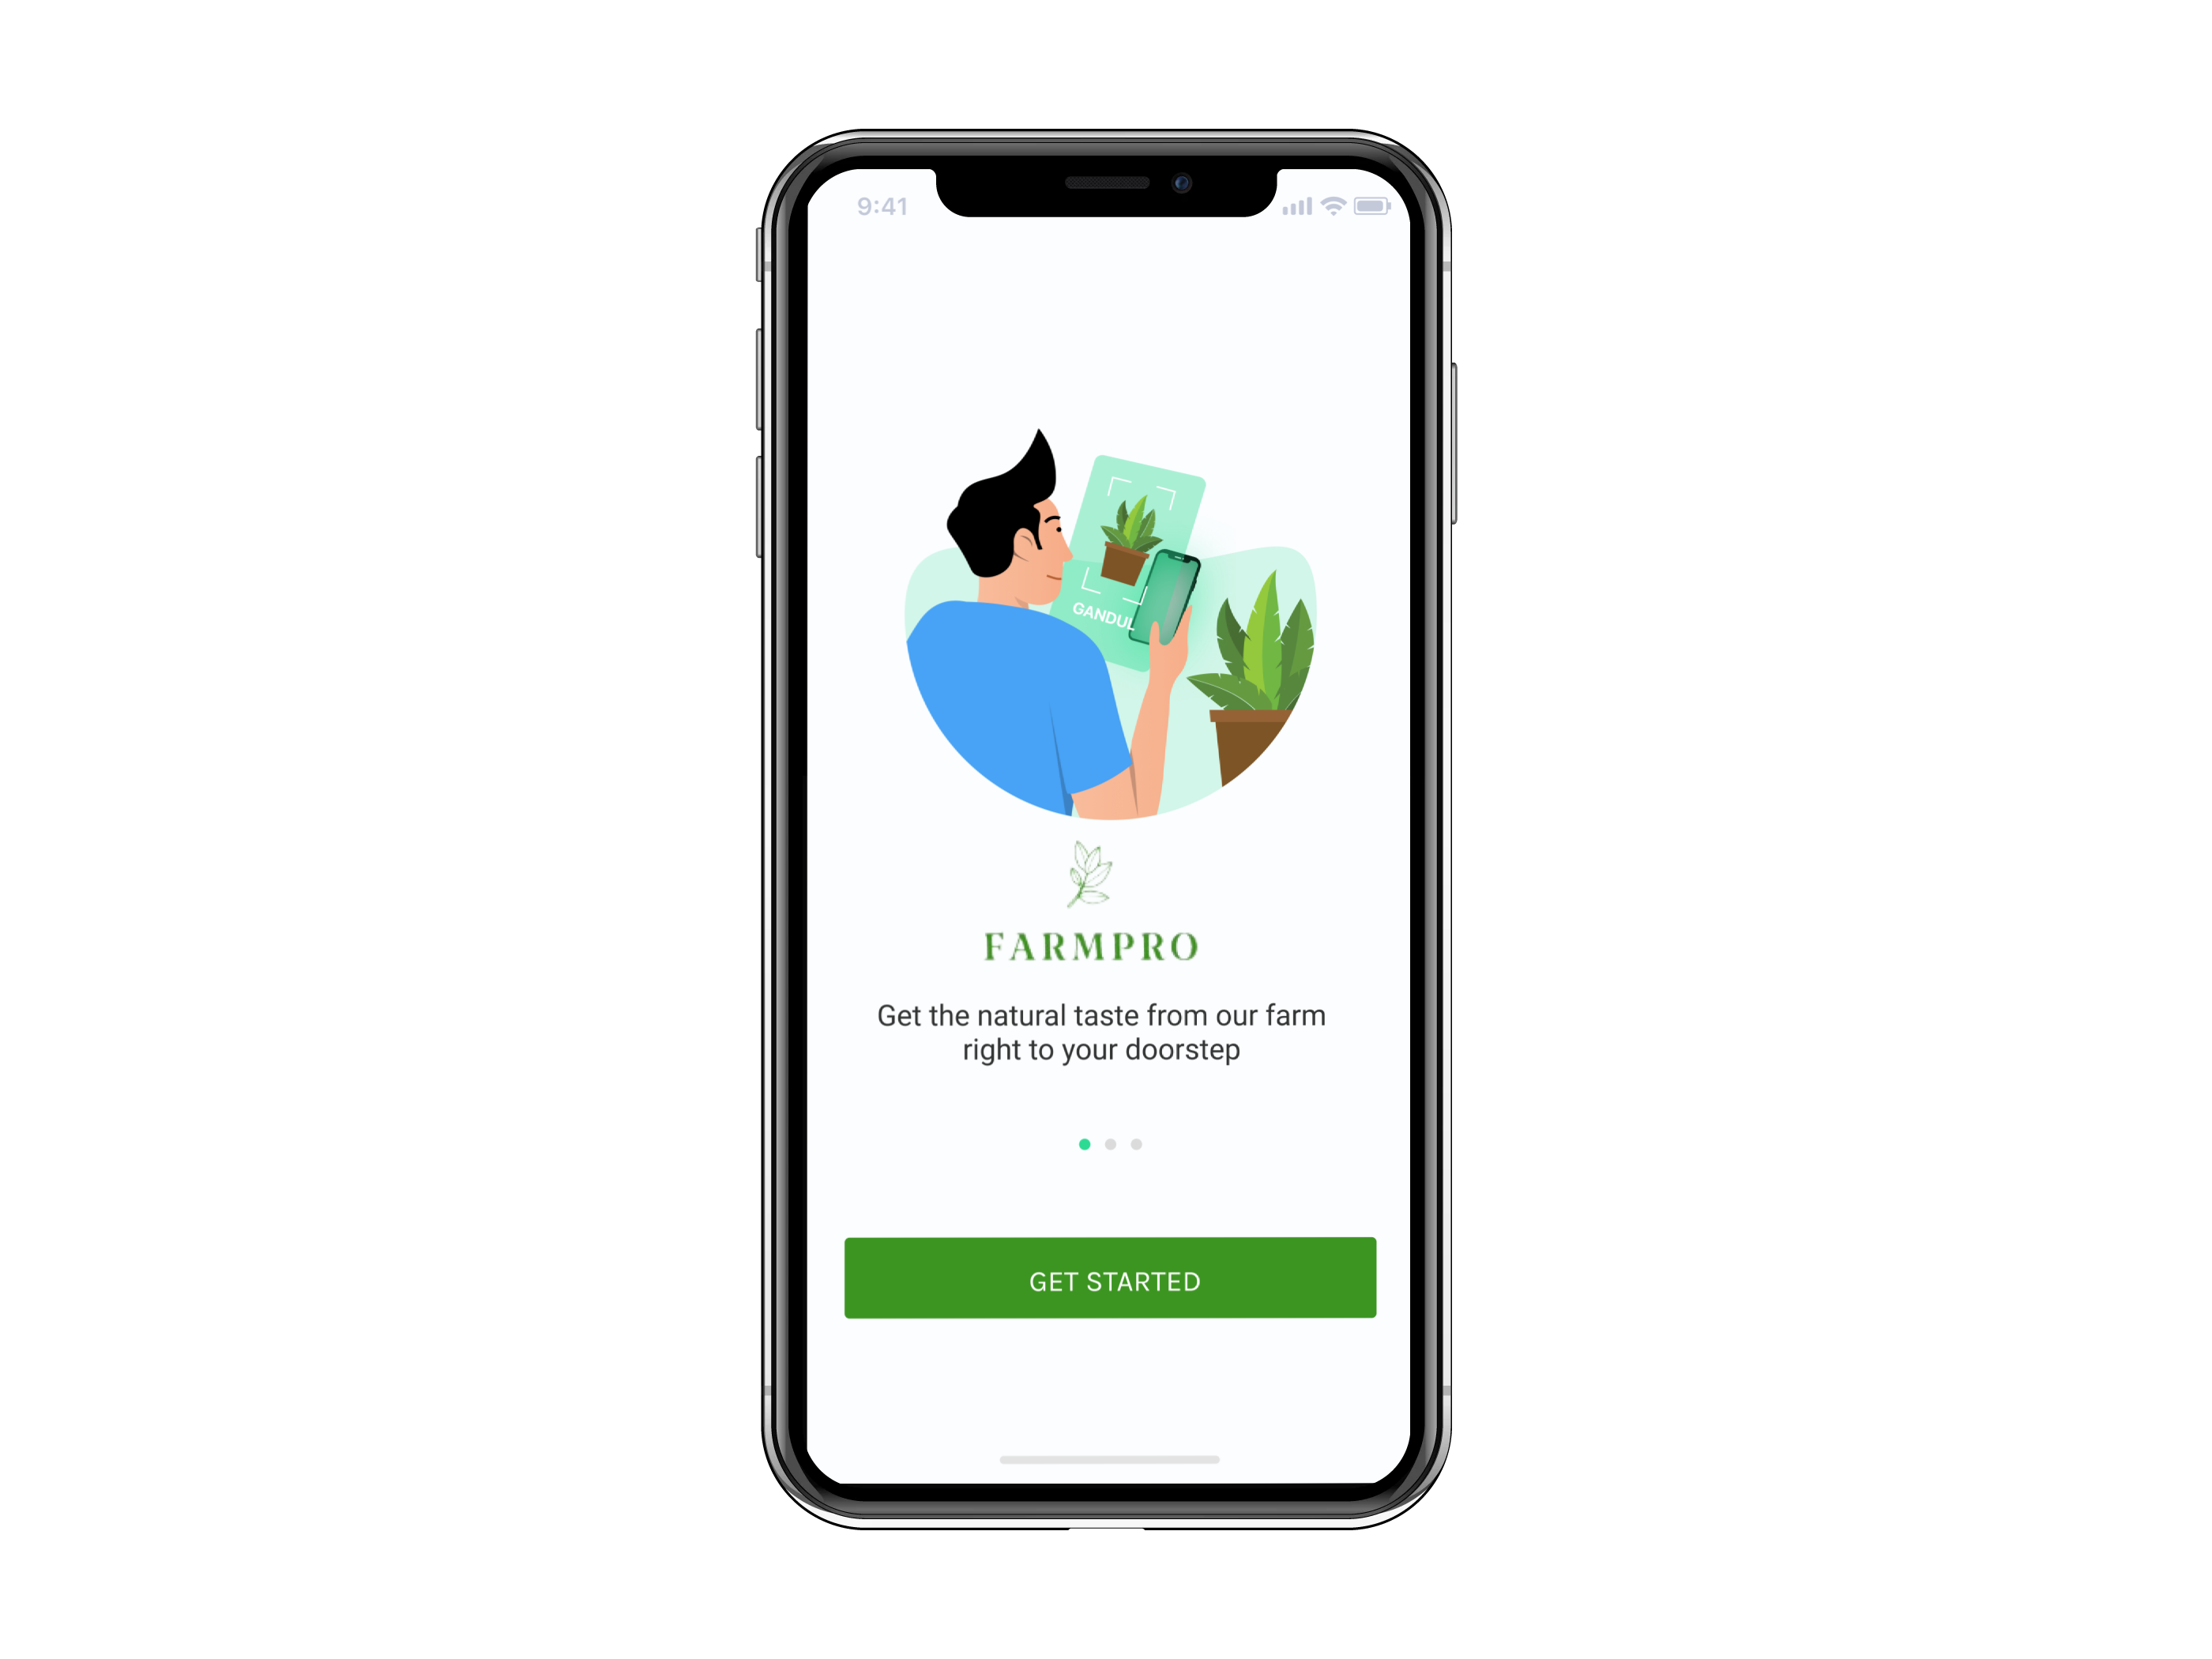 9:41
GANDUL
FARMPRO
Get the natural taste from our farm
right to your doorstep
GET STARTED